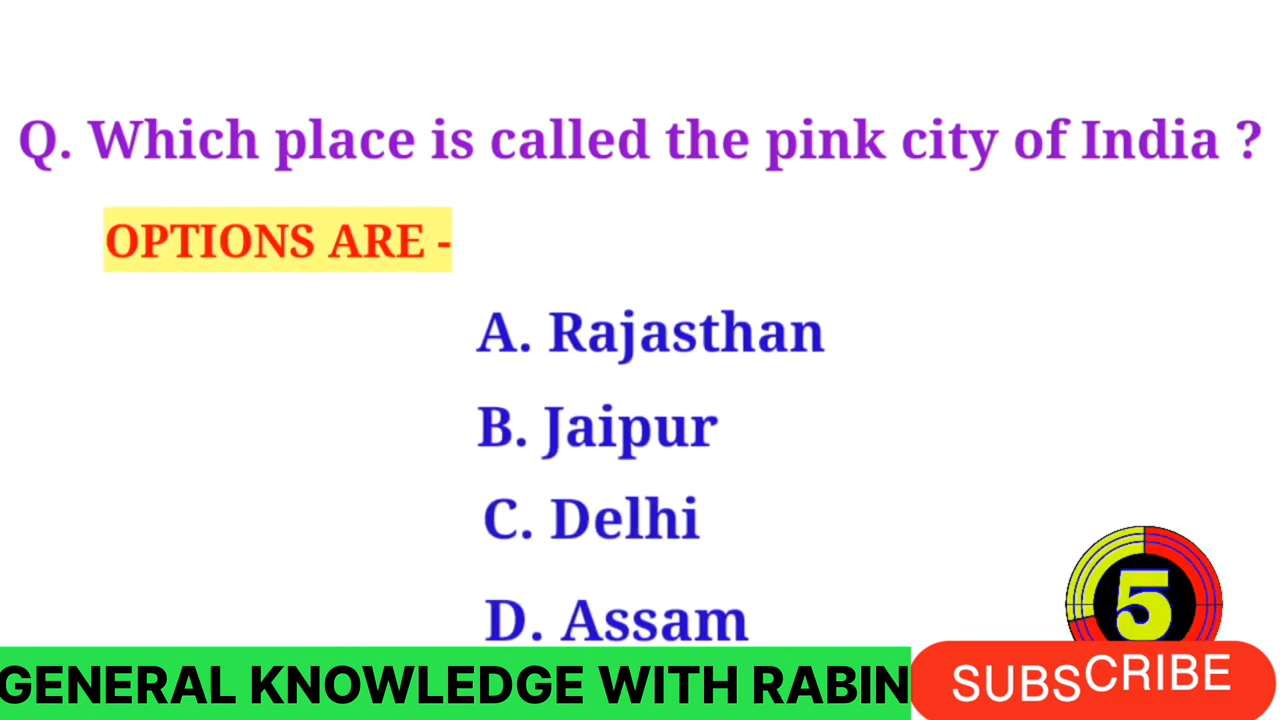 Q. Which place is called the pink city of India ?
OPTIONS ARE -
A. Rajasthan
B. Jaipur
C. Delhi
D. Assam
5
GENERAL KNOWLEDGE WITH RABIN
SUBSCRIBE